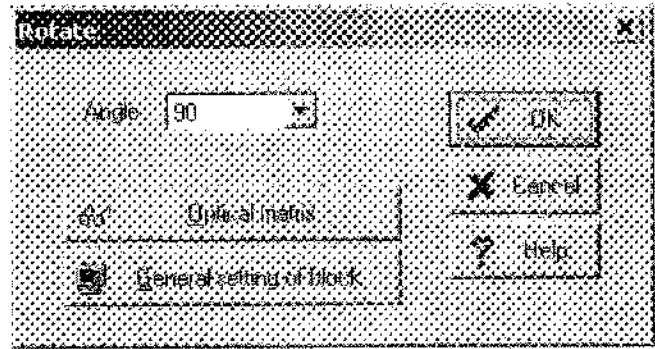 Rotate
Angle 90
OK
Cancel
Optical matrix
Help
General setting of block